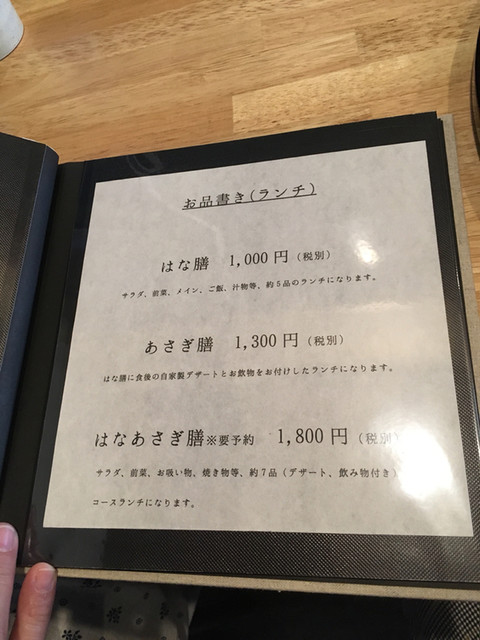 お品書き(ランチ)
はな膳 1,000円(税別)
サラダ、前菜、メイン、ご飯、汁物等、約5品のランチになります。
あさぎ膳 1,300円(税別)
はな膳に食後の自家製デザートとお飲物をお付けしたランチになります。
はなあさぎ膳※要予約 1,800円(税別)
サラダ、前菜、お吸い物、焼き物等、約7品(デザート、飲み物付き)
コースランチになります。